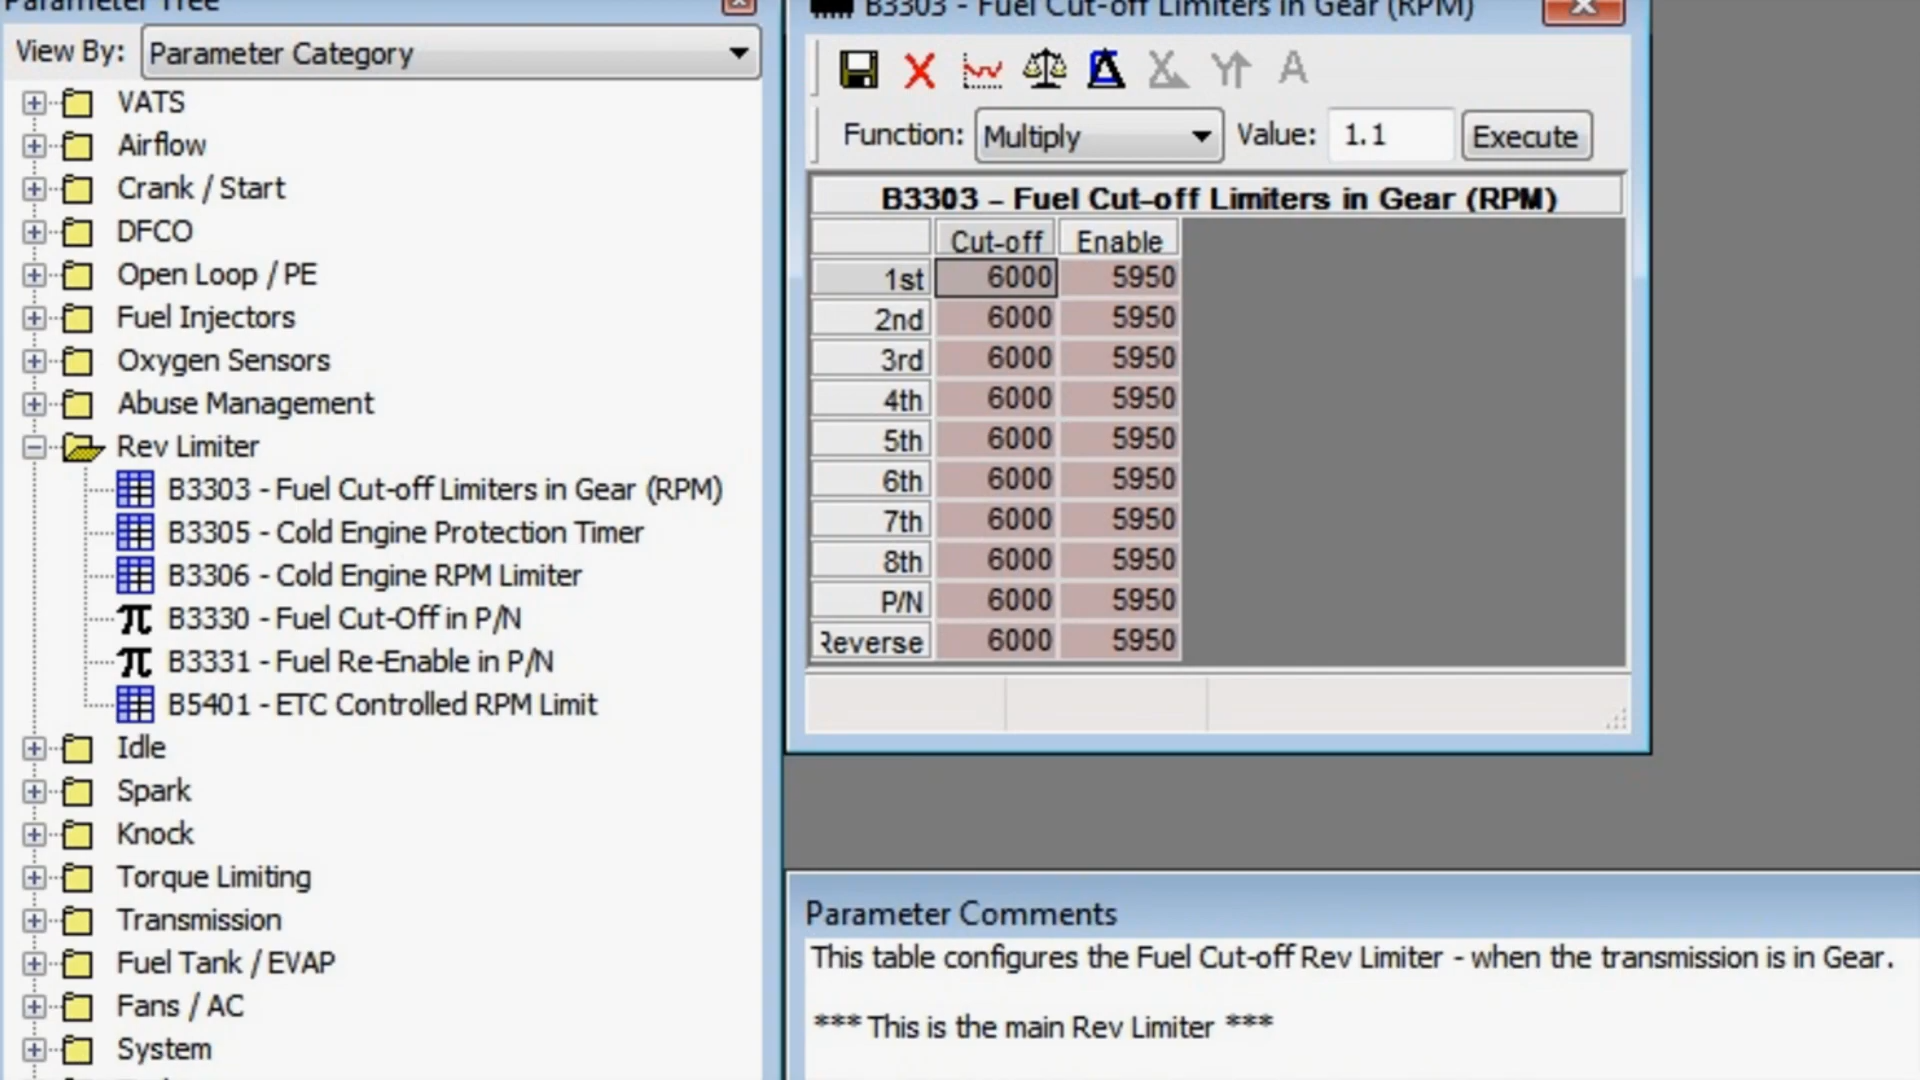 Parameter Tree
View By: Parameter Category
VATS
Airflow
Crank / Start
DFCO
Open Loop / PE
Fuel Injectors
Oxygen Sensors
Abuse Management
Rev Limiter
B3303 - Fuel Cut-off Limiters in Gear (RPM)
B3305 - Cold Engine Protection Timer
B3306 - Cold Engine RPM Limiter
B3330 - Fuel Cut-Off in P/N
B3331 - Fuel Re-Enable in P/N
B5401 - ETC Controlled RPM Limit
Idle
Spark
Knock
Torque Limiting
Transmission
Fuel Tank / EVAP
Fans / AC
System
B3303 - Fuel Cut-off Limiters in Gear (RPM)
Function: Multiply Value: 1.1 Execute
B3303 - Fuel Cut-off Limiters in Gear (RPM)
Cut-off Enable
1st 6000 5950
2nd 6000 5950
3rd 6000 5950
4th 6000 5950
5th 6000 5950
6th 6000 5950
7th 6000 5950
8th 6000 5950
P/N 6000 5950
Reverse 6000 5950
Parameter Comments
This table configures the Fuel Cut-off Rev Limiter - when the transmission is in Gear.
*** This is the main Rev Limiter ***